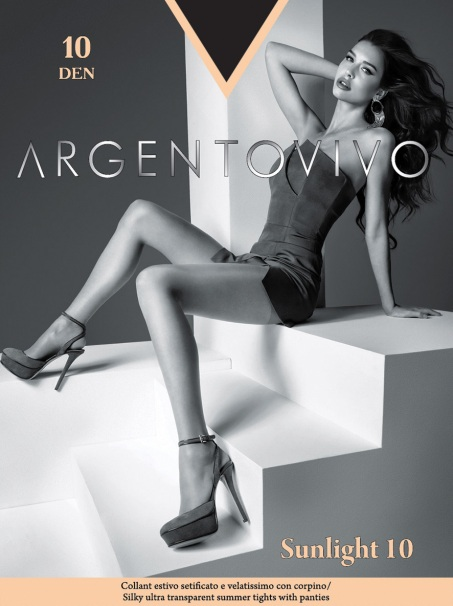 10
DEN
ARGENTOVIVO
Sunlight 10
Collant estivo setificato e velatissimo con corpino/
Silky ultra transparent summer tights with panties